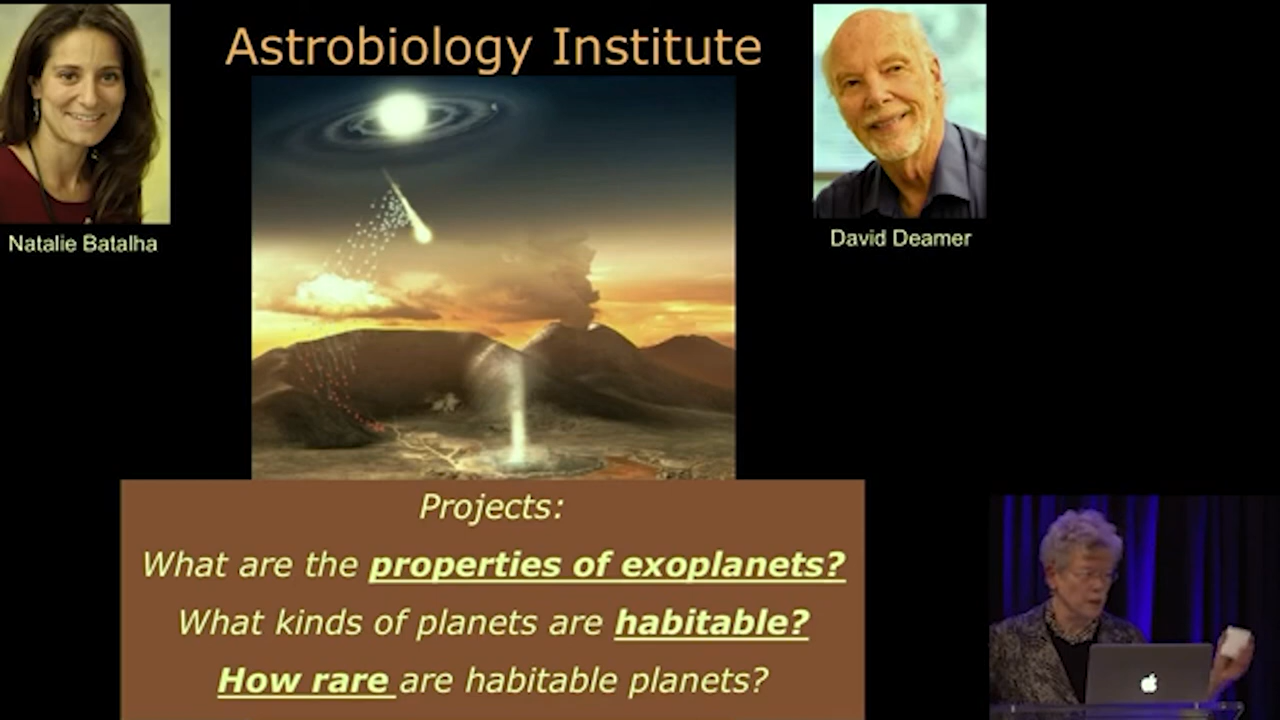 Astrobiology Institute
Natalie Batalha
David Deamer
Projects:
What are the properties of exoplanets?
What kinds of planets are habitable?
How rare are habitable planets?